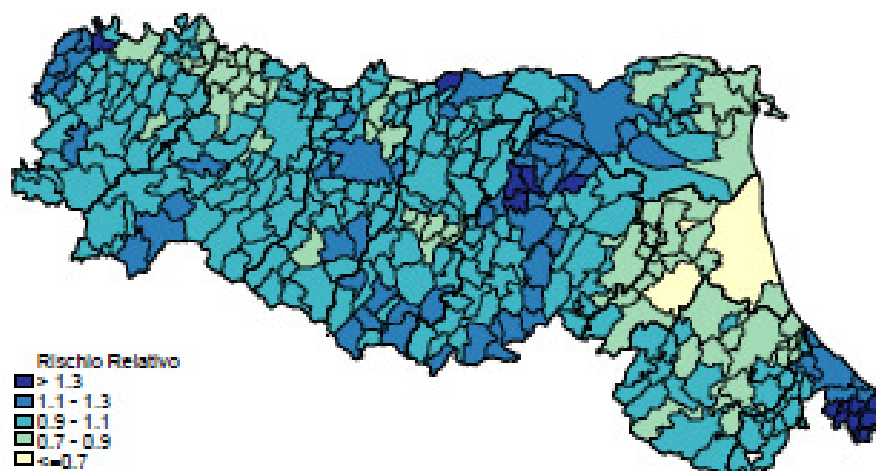 Rischio Relativo
> 1.3
1.1 - 1.3
0.9 - 1.1
0.7 - 0.9
<=0.7